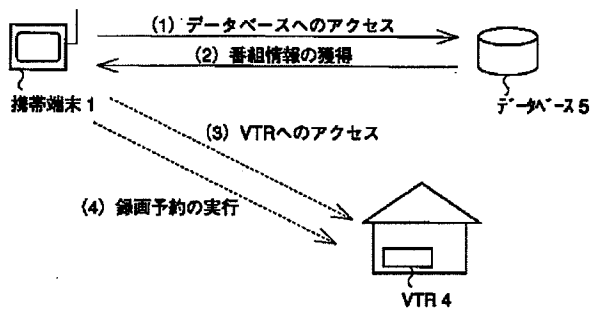 (1) データベースへのアクセス
(2) 番組情報の獲得
携帯端末 1
データベース 5
(3) VTRへのアクセス
(4) 録画予約の実行
VTR 4